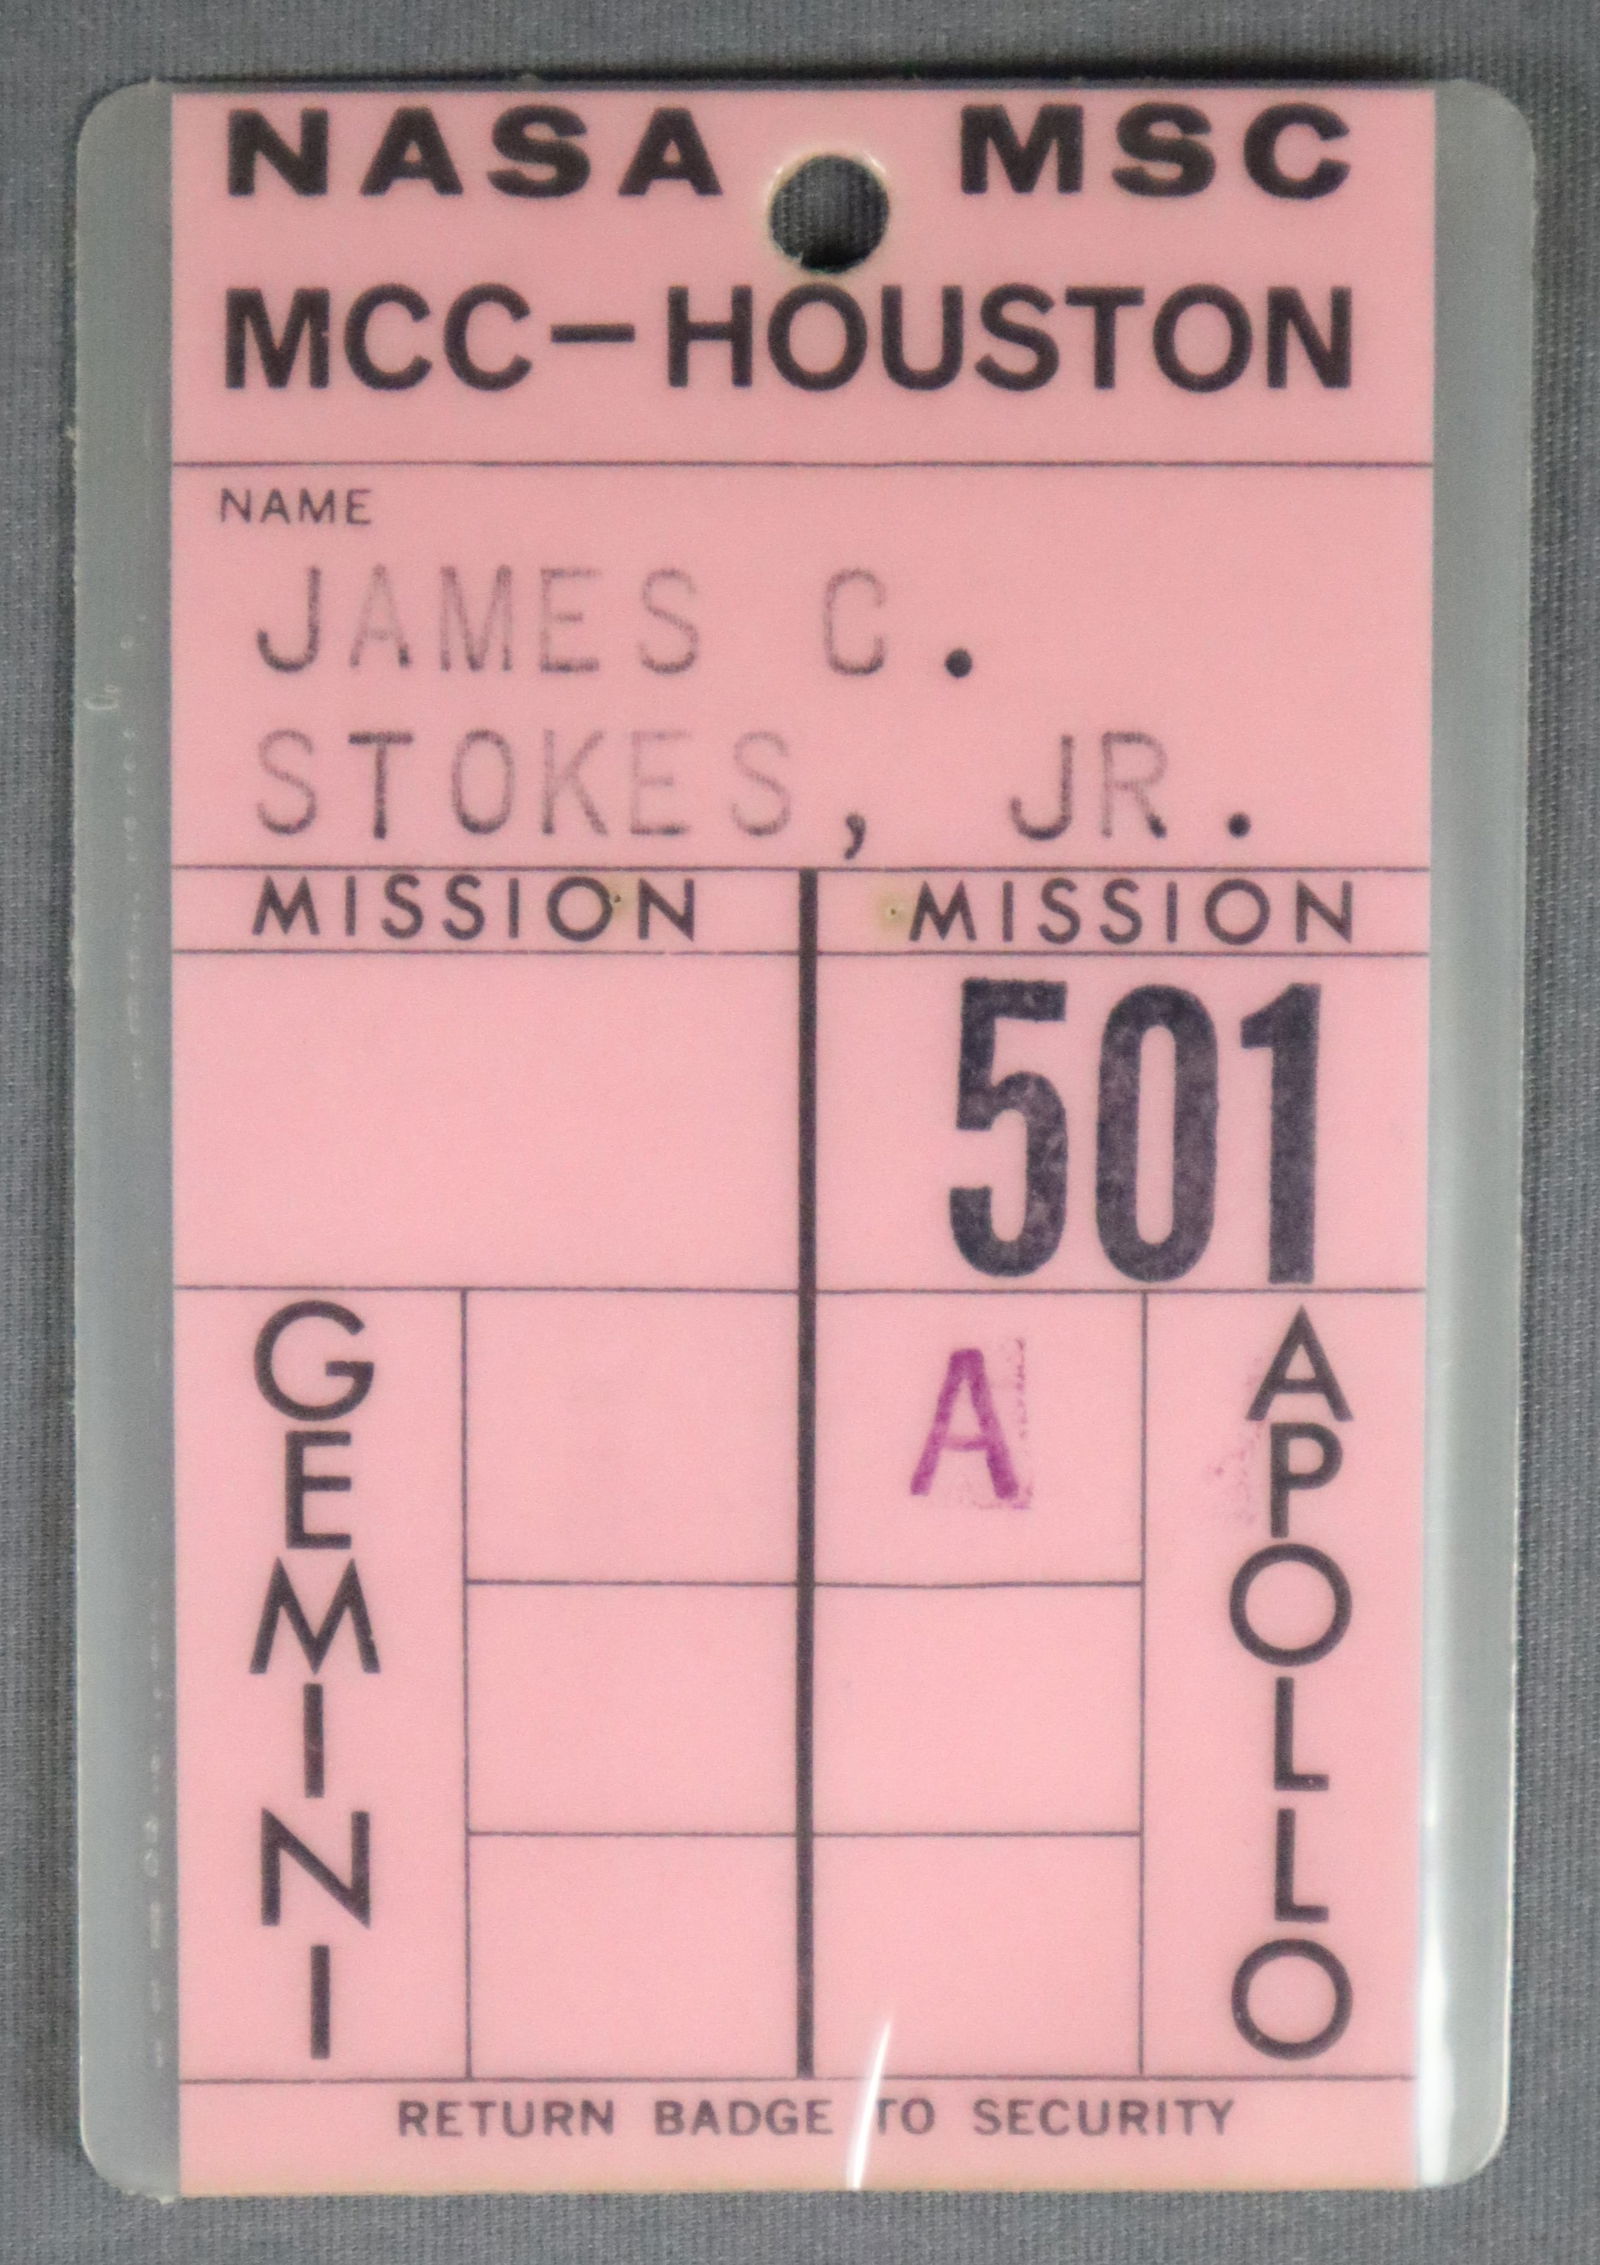 NASA MSC
MCC-HOUSTON
NAME
JAMES C.
STOKES, JR.
MISSION MISSION
501
GEMINI
A
APOLLO
RETURN BADGE TO SECURITY